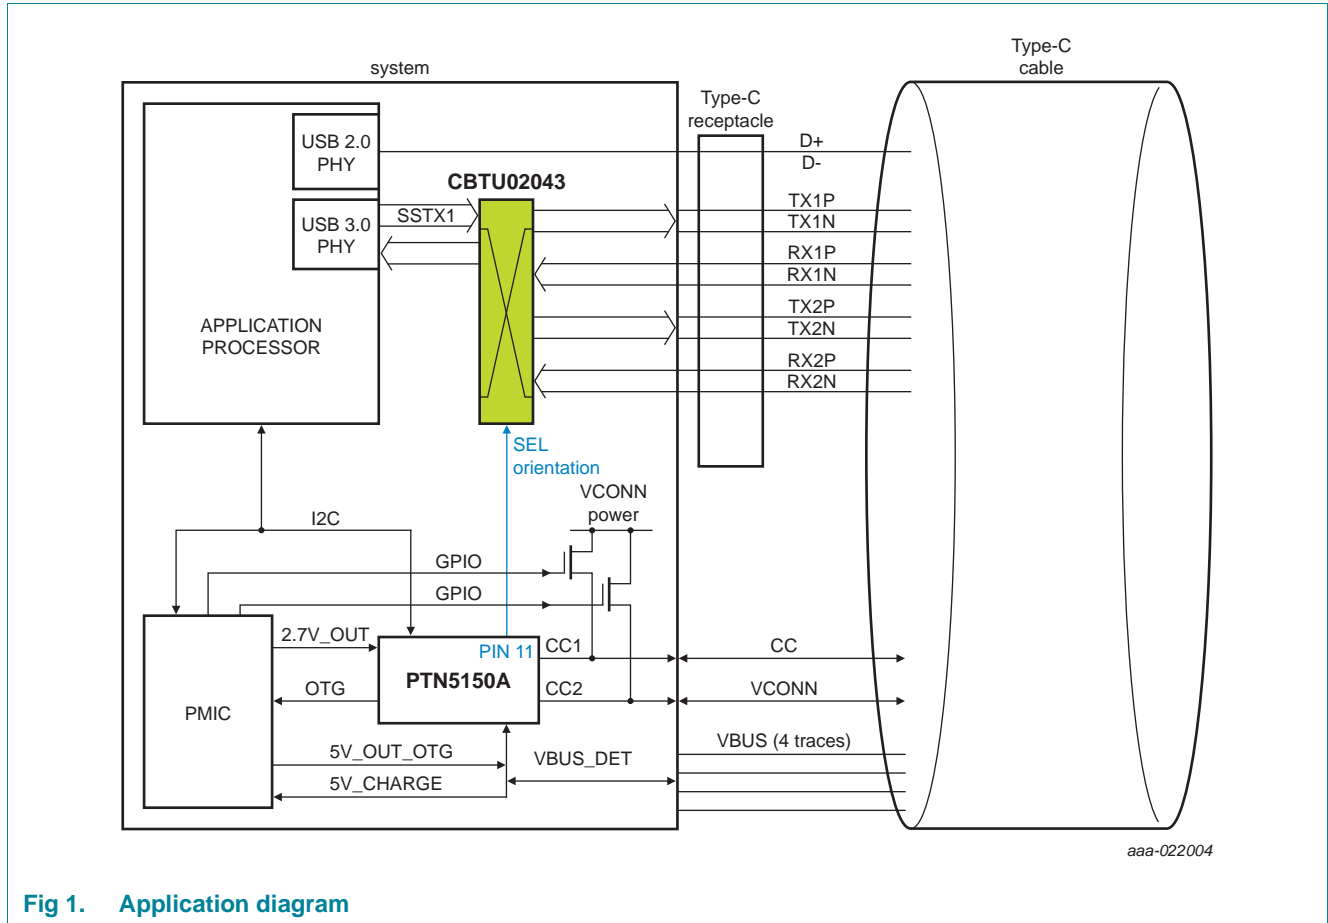 Type-C
cable
system
Type-C
receptacle
USB 2.0
PHY
D+
D-
CBTU02043
USB 3.0
PHY
SSTX1
TX1P
TX1N
RX1P
RX1N
TX2P
TX2N
RX2P
RX2N
APPLICATION
PROCESSOR
SEL
orientation
VCONN
power
I2C
GPIO
GPIO
2.7V_OUT
PIN 11
CC1
CC
PTN5150A
OTG
CC2
VCONN
PMIC
5V_OUT_OTG
VBUS_DET
VBUS (4 traces)
5V_CHARGE
aaa-022004
Fig 1. Application diagram